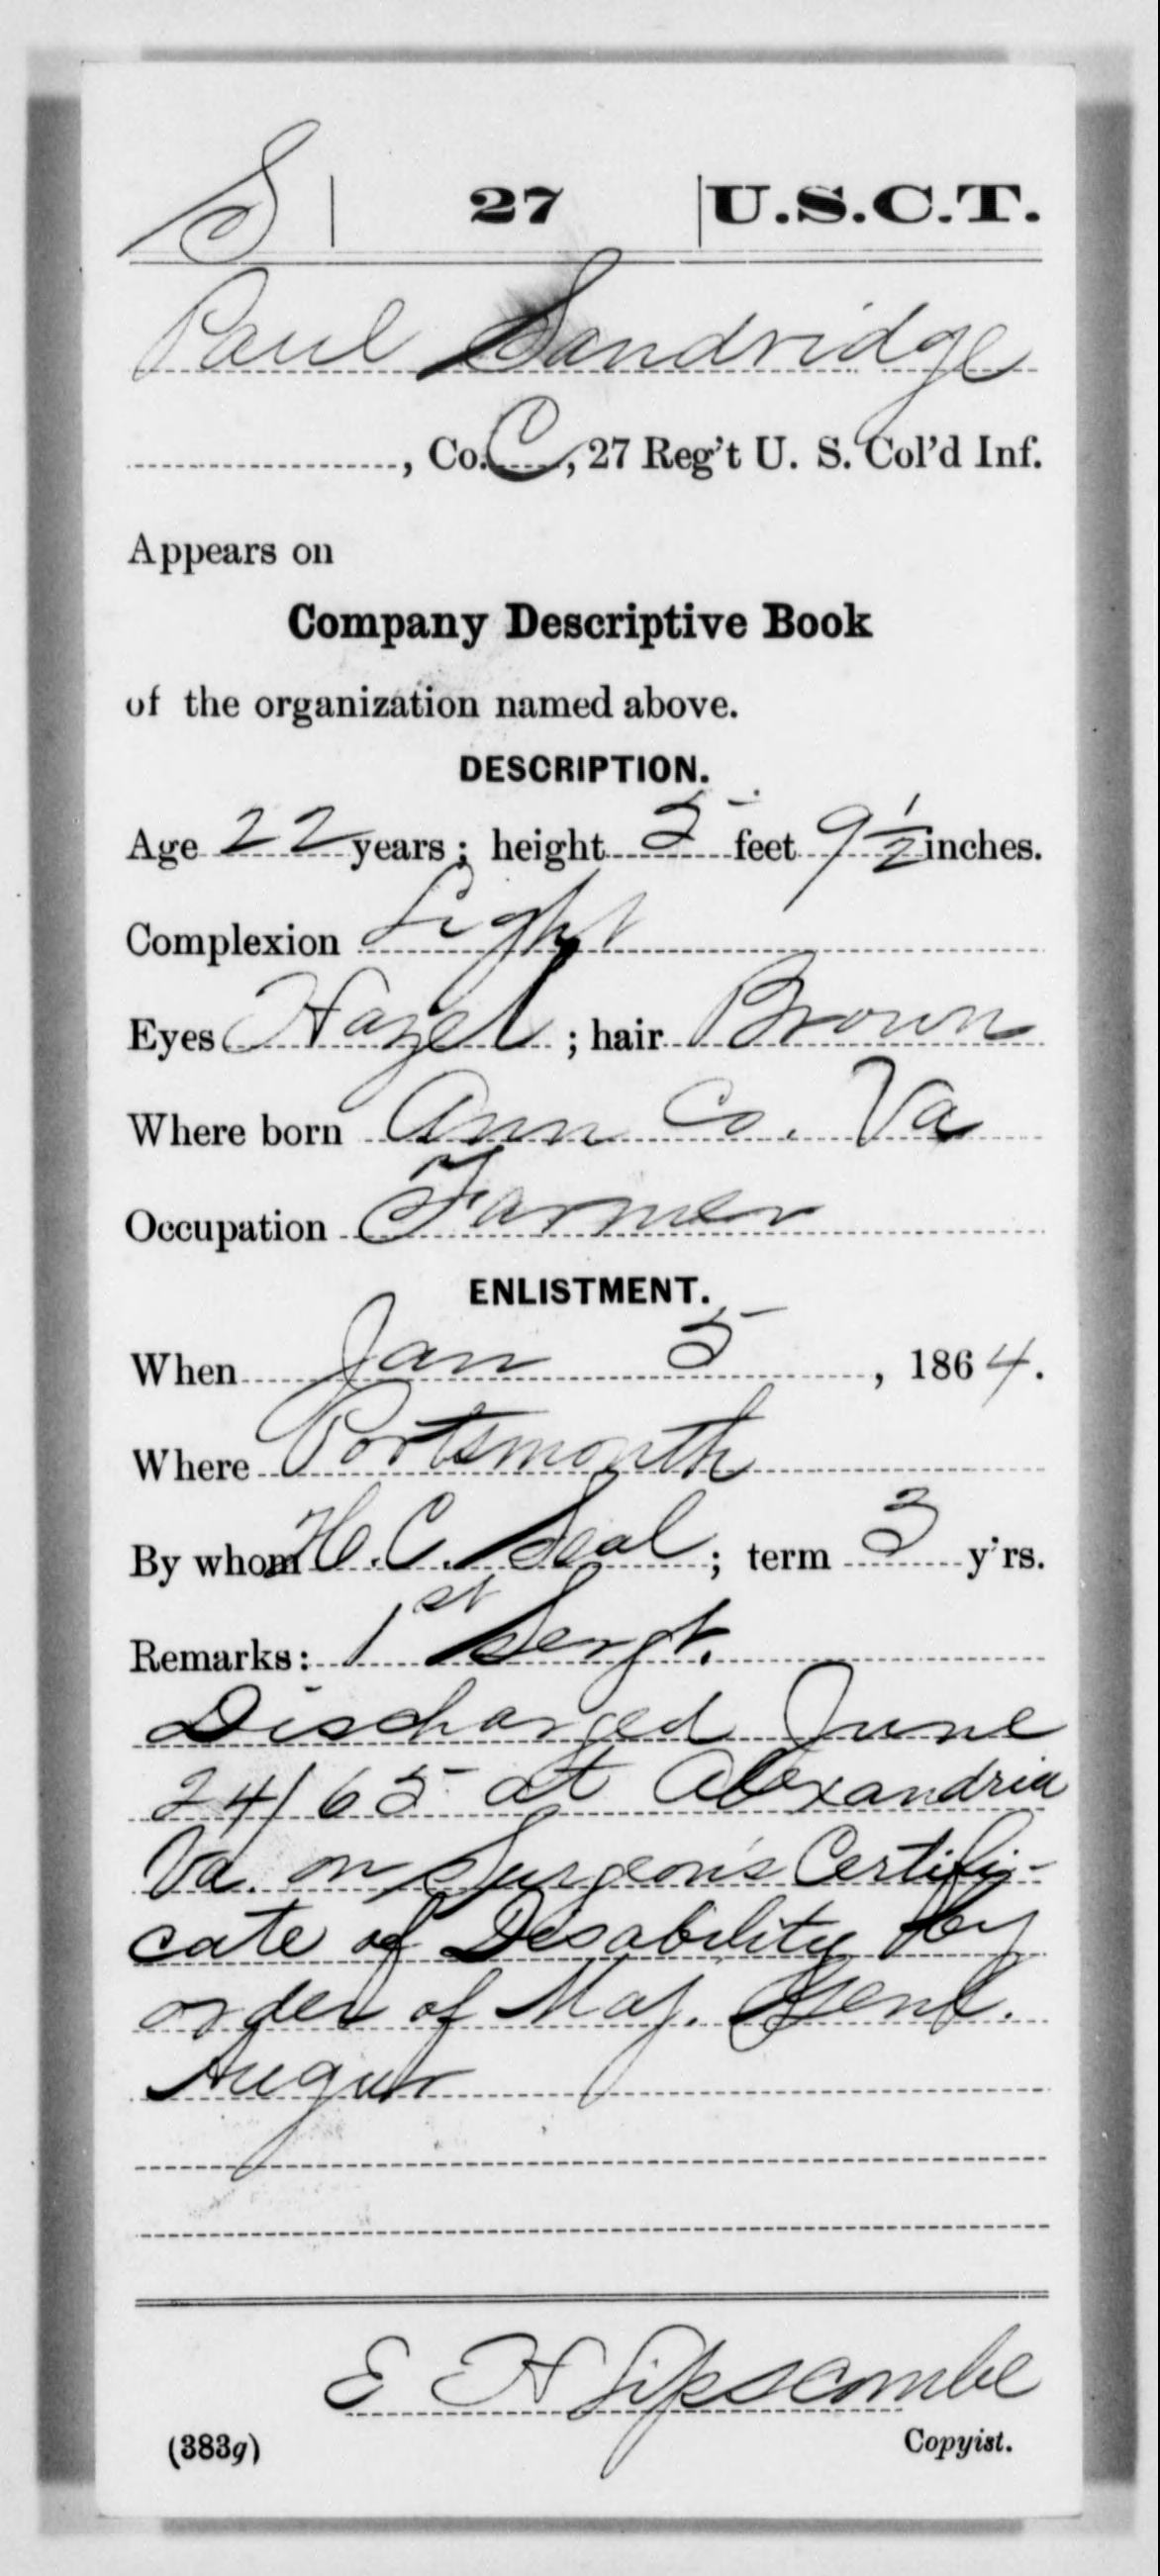 S | 27 | U.S.C.T.
Paul Sandridge
, Co. C, 27 Reg't U. S. Col'd Inf.
Appears on
Company Descriptive Book
of the organization named above.
DESCRIPTION.
Age 22 years; height 5 feet 9 1/2 inches.
Complexion Light
Eyes Hazel; hair Brown
Where born Ann Co. Va
Occupation Farmer
ENLISTMENT.
When Jan 5, 1864.
Where Portsmouth
By whom H. C. Seal; term 3 y'rs.
Remarks: 1st Sergt.
Discharged June
24/65 at Alexandria
Va. on Surgeon's Certifi-
cate of Disability by
order of Maj. Genl.
Augur
E H Lipscombe
(383g) Copyist.